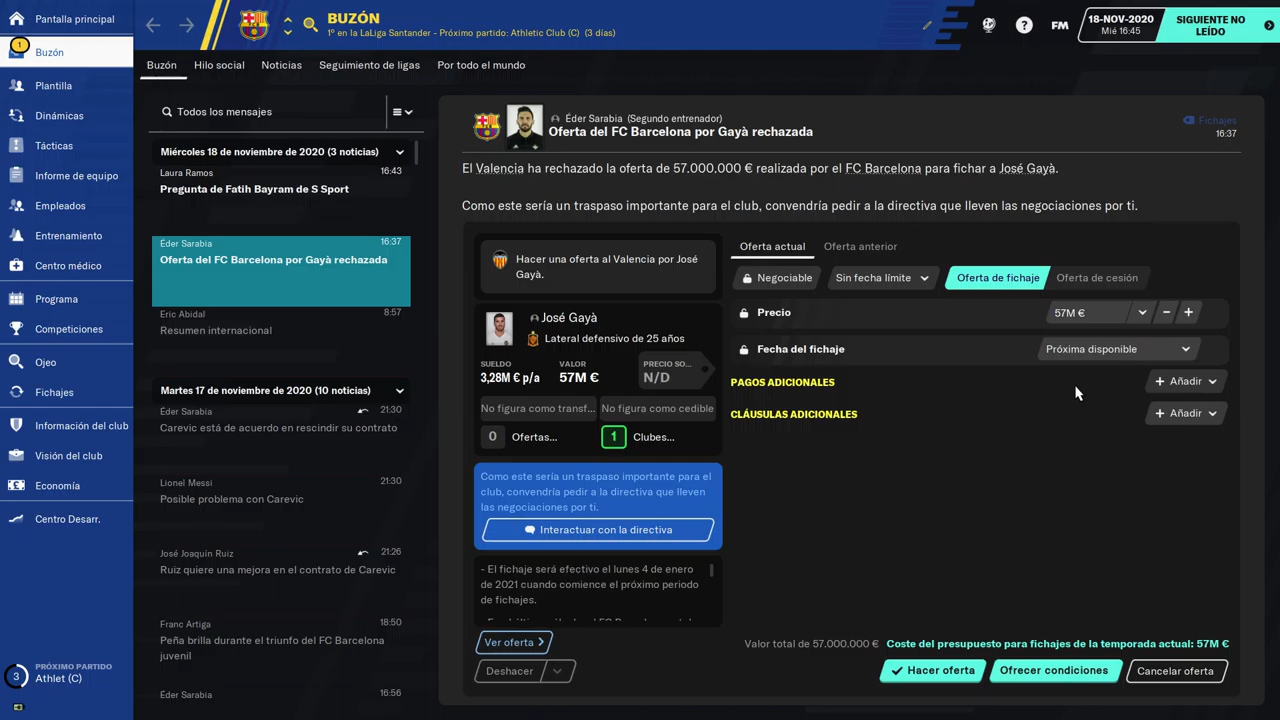 Pantalla principal
1
Buzón
Plantilla
Dinámicas
Tácticas
Informe de equipo
Empleados
Entrenamiento
Centro médico
Programa
Competiciones
Ojeo
Fichajes
Información del club
Visión del club
Economía
Centro Desarr.
3
PRÓXIMO PARTIDO
Athlet (C)
BUZÓN
1º en la LaLiga Santander - Próximo partido: Athletic Club (C) (3 días)
?
FM
18-NOV-2020
Mié 16:45
SIGUIENTE NO
LEÍDO
Buzón
Hilo social
Noticias
Seguimiento de ligas
Por todo el mundo
Todos los mensajes
Miércoles 18 de noviembre de 2020 (3 noticias)
Laura Ramos
16:43
Pregunta de Fatih Bayram de S Sport
Éder Sarabia
16:37
Oferta del FC Barcelona por Gayà rechazada
Eric Abidal
8:57
Resumen internacional
Martes 17 de noviembre de 2020 (10 noticias)
Éder Sarabia
21:30
Carevic está de acuerdo en rescindir su contrato
Lionel Messi
21:30
Posible problema con Carevic
José Joaquín Ruiz
21:26
Ruiz quiere una mejora en el contrato de Carevic
Franc Artiga
18:50
Peña brilla durante el triunfo del FC Barcelona
juvenil
Éder Sarabia
16:56
Éder Sarabia (Segundo entrenador)
Oferta del FC Barcelona por Gayà rechazada
Fichajes
16:37
El Valencia ha rechazado la oferta de 57.000.000 € realizada por el FC Barcelona para fichar a José Gayà.
Como este sería un traspaso importante para el club, convendría pedir a la directiva que lleven las negociaciones por ti.
Hacer una oferta al Valencia por José
Gayà.
José Gayà
Lateral defensivo de 25 años
SUELDO
3,28M € p/a
VALOR
57M €
PRECIO SO...
N/D
No figura como transf...
No figura como cedible
0
Ofertas...
1
Clubes...
Como este sería un traspaso importante para el
club, convendría pedir a la directiva que lleven
las negociaciones por ti.
Interactuar con la directiva
- El fichaje será efectivo el lunes 4 de enero
de 2021 cuando comience el próximo periodo
de fichajes.
Ver oferta
Deshacer
Oferta actual
Oferta anterior
Negociable
Sin fecha límite
Oferta de fichaje
Oferta de cesión
Precio
57M €
Fecha del fichaje
Próxima disponible
PAGOS ADICIONALES
+ Añadir
CLÁUSULAS ADICIONALES
+ Añadir
Valor total de 57.000.000 €
Coste del presupuesto para fichajes de la temporada actual: 57M €
Hacer oferta
Ofrecer condiciones
Cancelar oferta